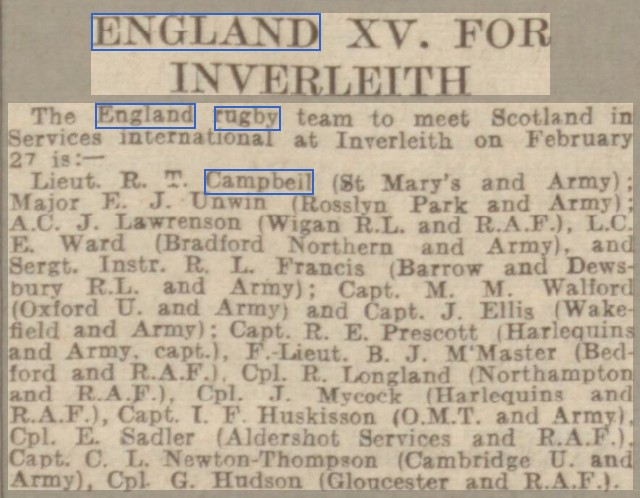 ENGLAND XV. FOR
INVERLEITH
The England rugby team to meet Scotland in
Services international at Inverleith on February
27 is:—
Lieut. R. T. Campbell (St Mary's and Army);
Major E. J. Unwin (Rosslyn Park and Army);
A.C. J. Lawrenson (Wigan R.L. and R.A.F.), L.C.
E. Ward (Bradford Northern and Army), and
Sergt. Instr. R. L. Francis (Barrow and Dews-
bury R.L. and Army); Capt. M. M. Walford
(Oxford U. and Army) and Capt. J. Ellis (Wake-
field and Army); Capt. R. E. Prescott (Harlequins
and Army, capt.), F.-Lieut. B. J. M'Master (Bed-
ford and R.A.F.), Cpl. R. Longland (Northampton
and R.A.F.), Cpl. J. Mycock (Harlequins and
R.A.F.), Capt. I. F. Huskisson (O.M.T. and Army),
Cpl. E. Sadler (Aldershot Services and R.A.F.),
Capt. C. L. Newton-Thompson (Cambridge U. and
Army), Cpl. G. Hudson (Gloucester and R.A.F.).